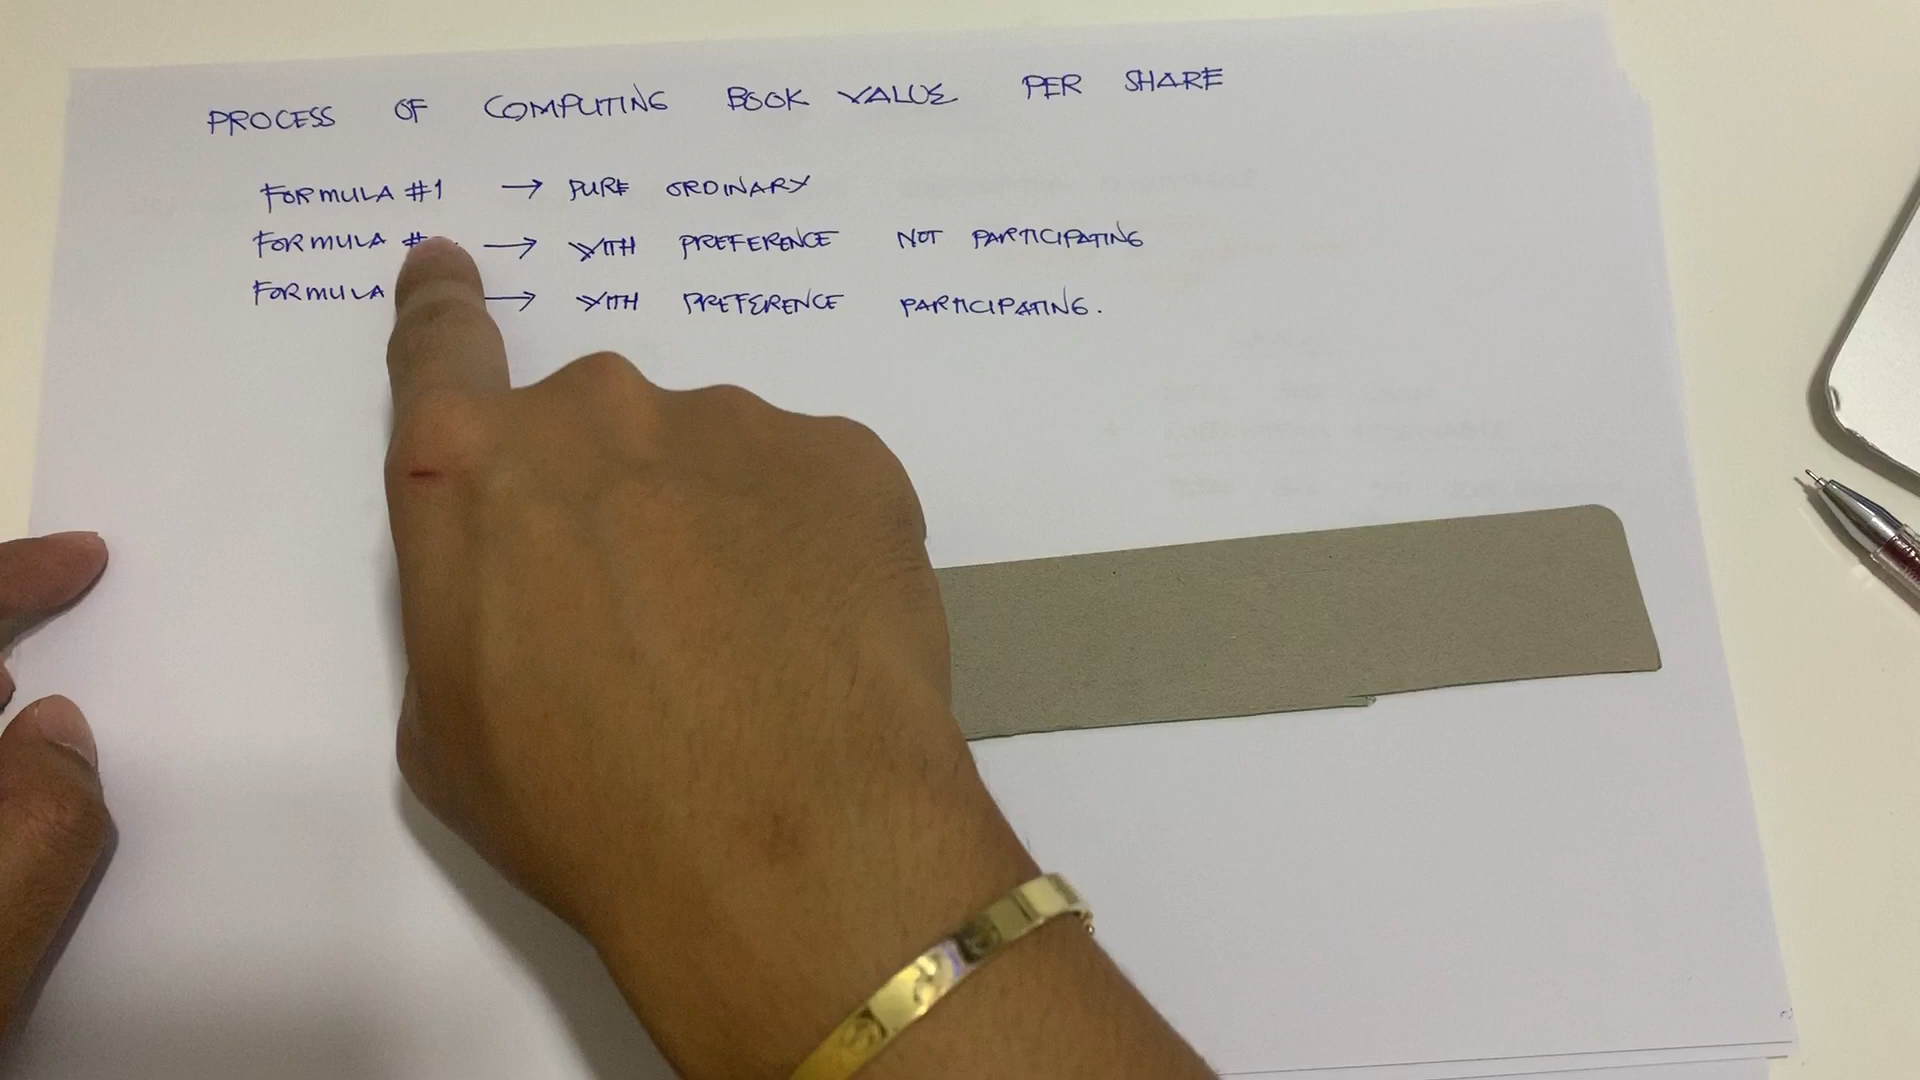 PROCESS OF COMPUTING BOOK VALUE PER SHARE
FORMULA #1 → PURE ORDINARY
FORMULA # → WITH PREFERENCE NOT PARTICIPATING
FORMULA → WITH PREFERENCE PARTICIPATING.